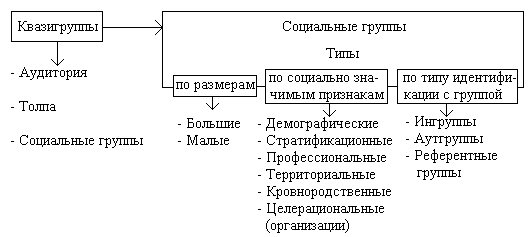 Квазигруппы
Социальные группы
Типы
- Аудитория
- Толпа
- Социальные группы
по размерам
- Большие
- Малые
по социально зна-
чимым признакам
- Демографические
- Стратификационные
- Профессиональные
- Территориальные
- Кровнородственные
- Целерациональные
(организации)
по типу идентифи-
кации с группой
- Ингруппы
- Аутгруппы
- Референтные
группы